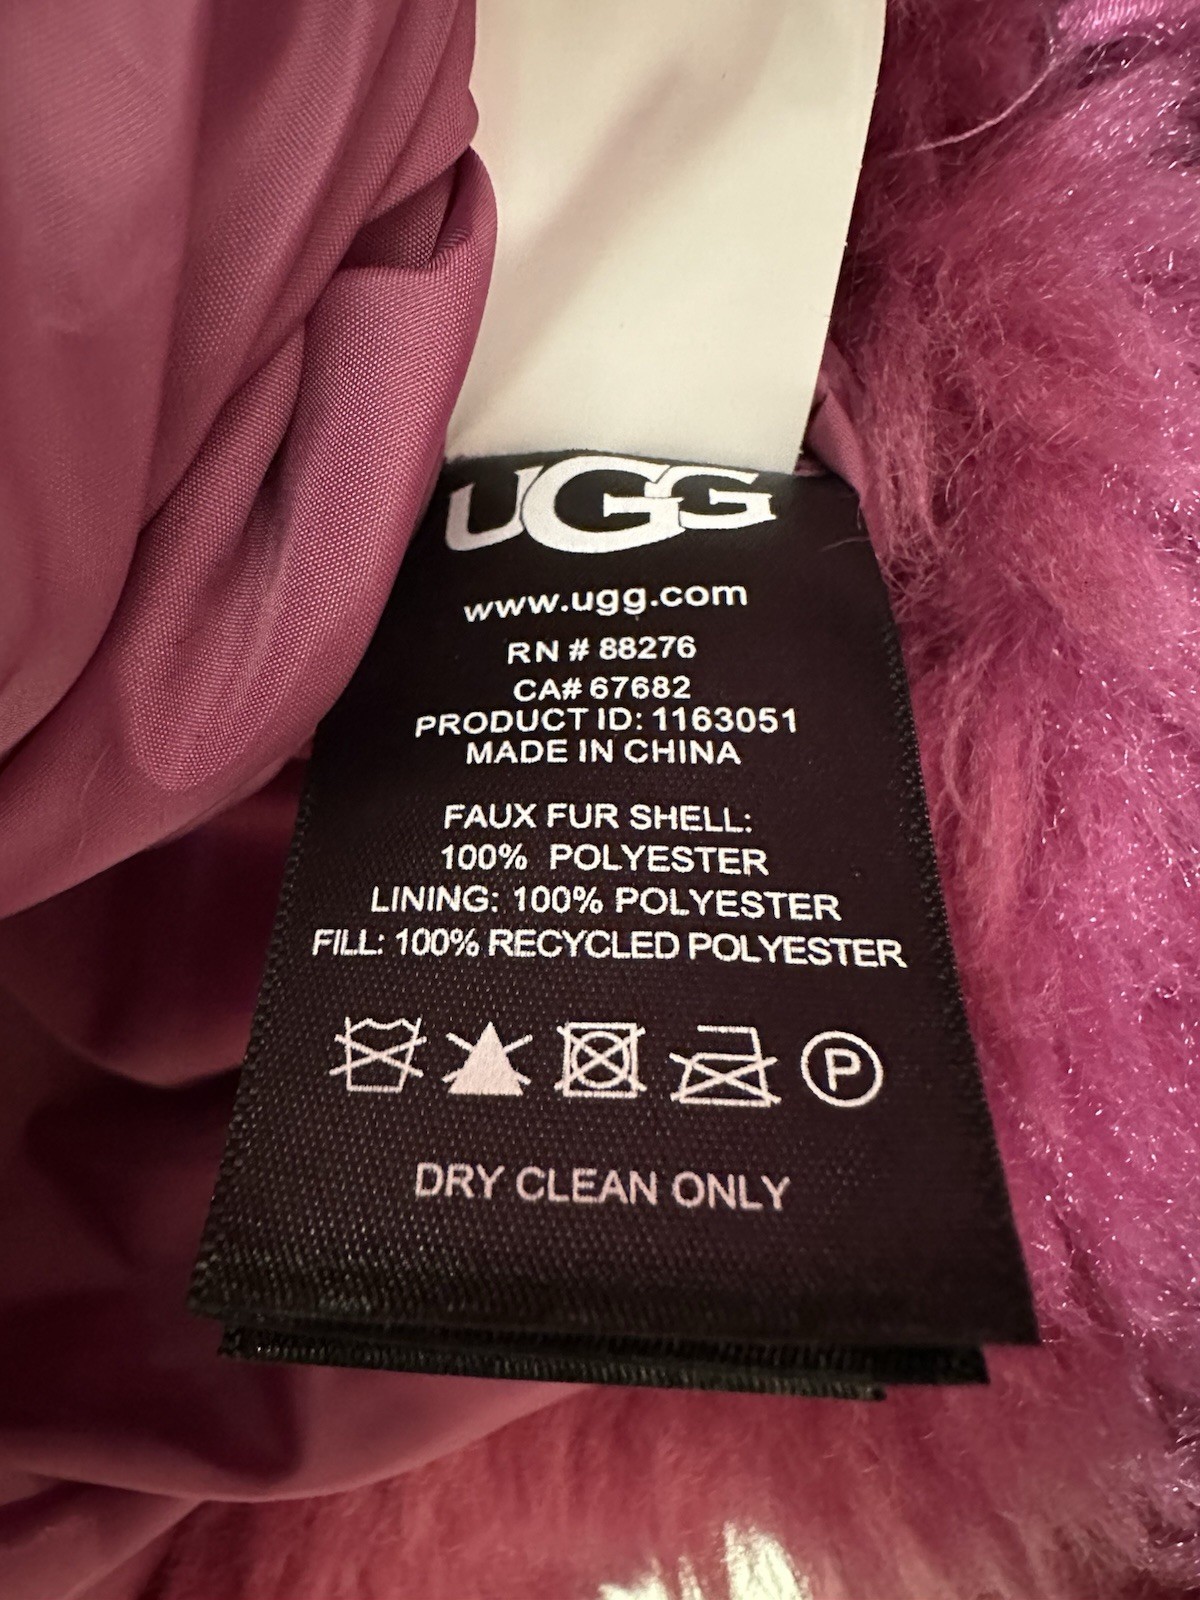 UGG
www.ugg.com
RN # 88276
CA# 67682
PRODUCT ID: 1163051
MADE IN CHINA
FAUX FUR SHELL:
100% POLYESTER
LINING: 100% POLYESTER
FILL: 100% RECYCLED POLYESTER
P
DRY CLEAN ONLY